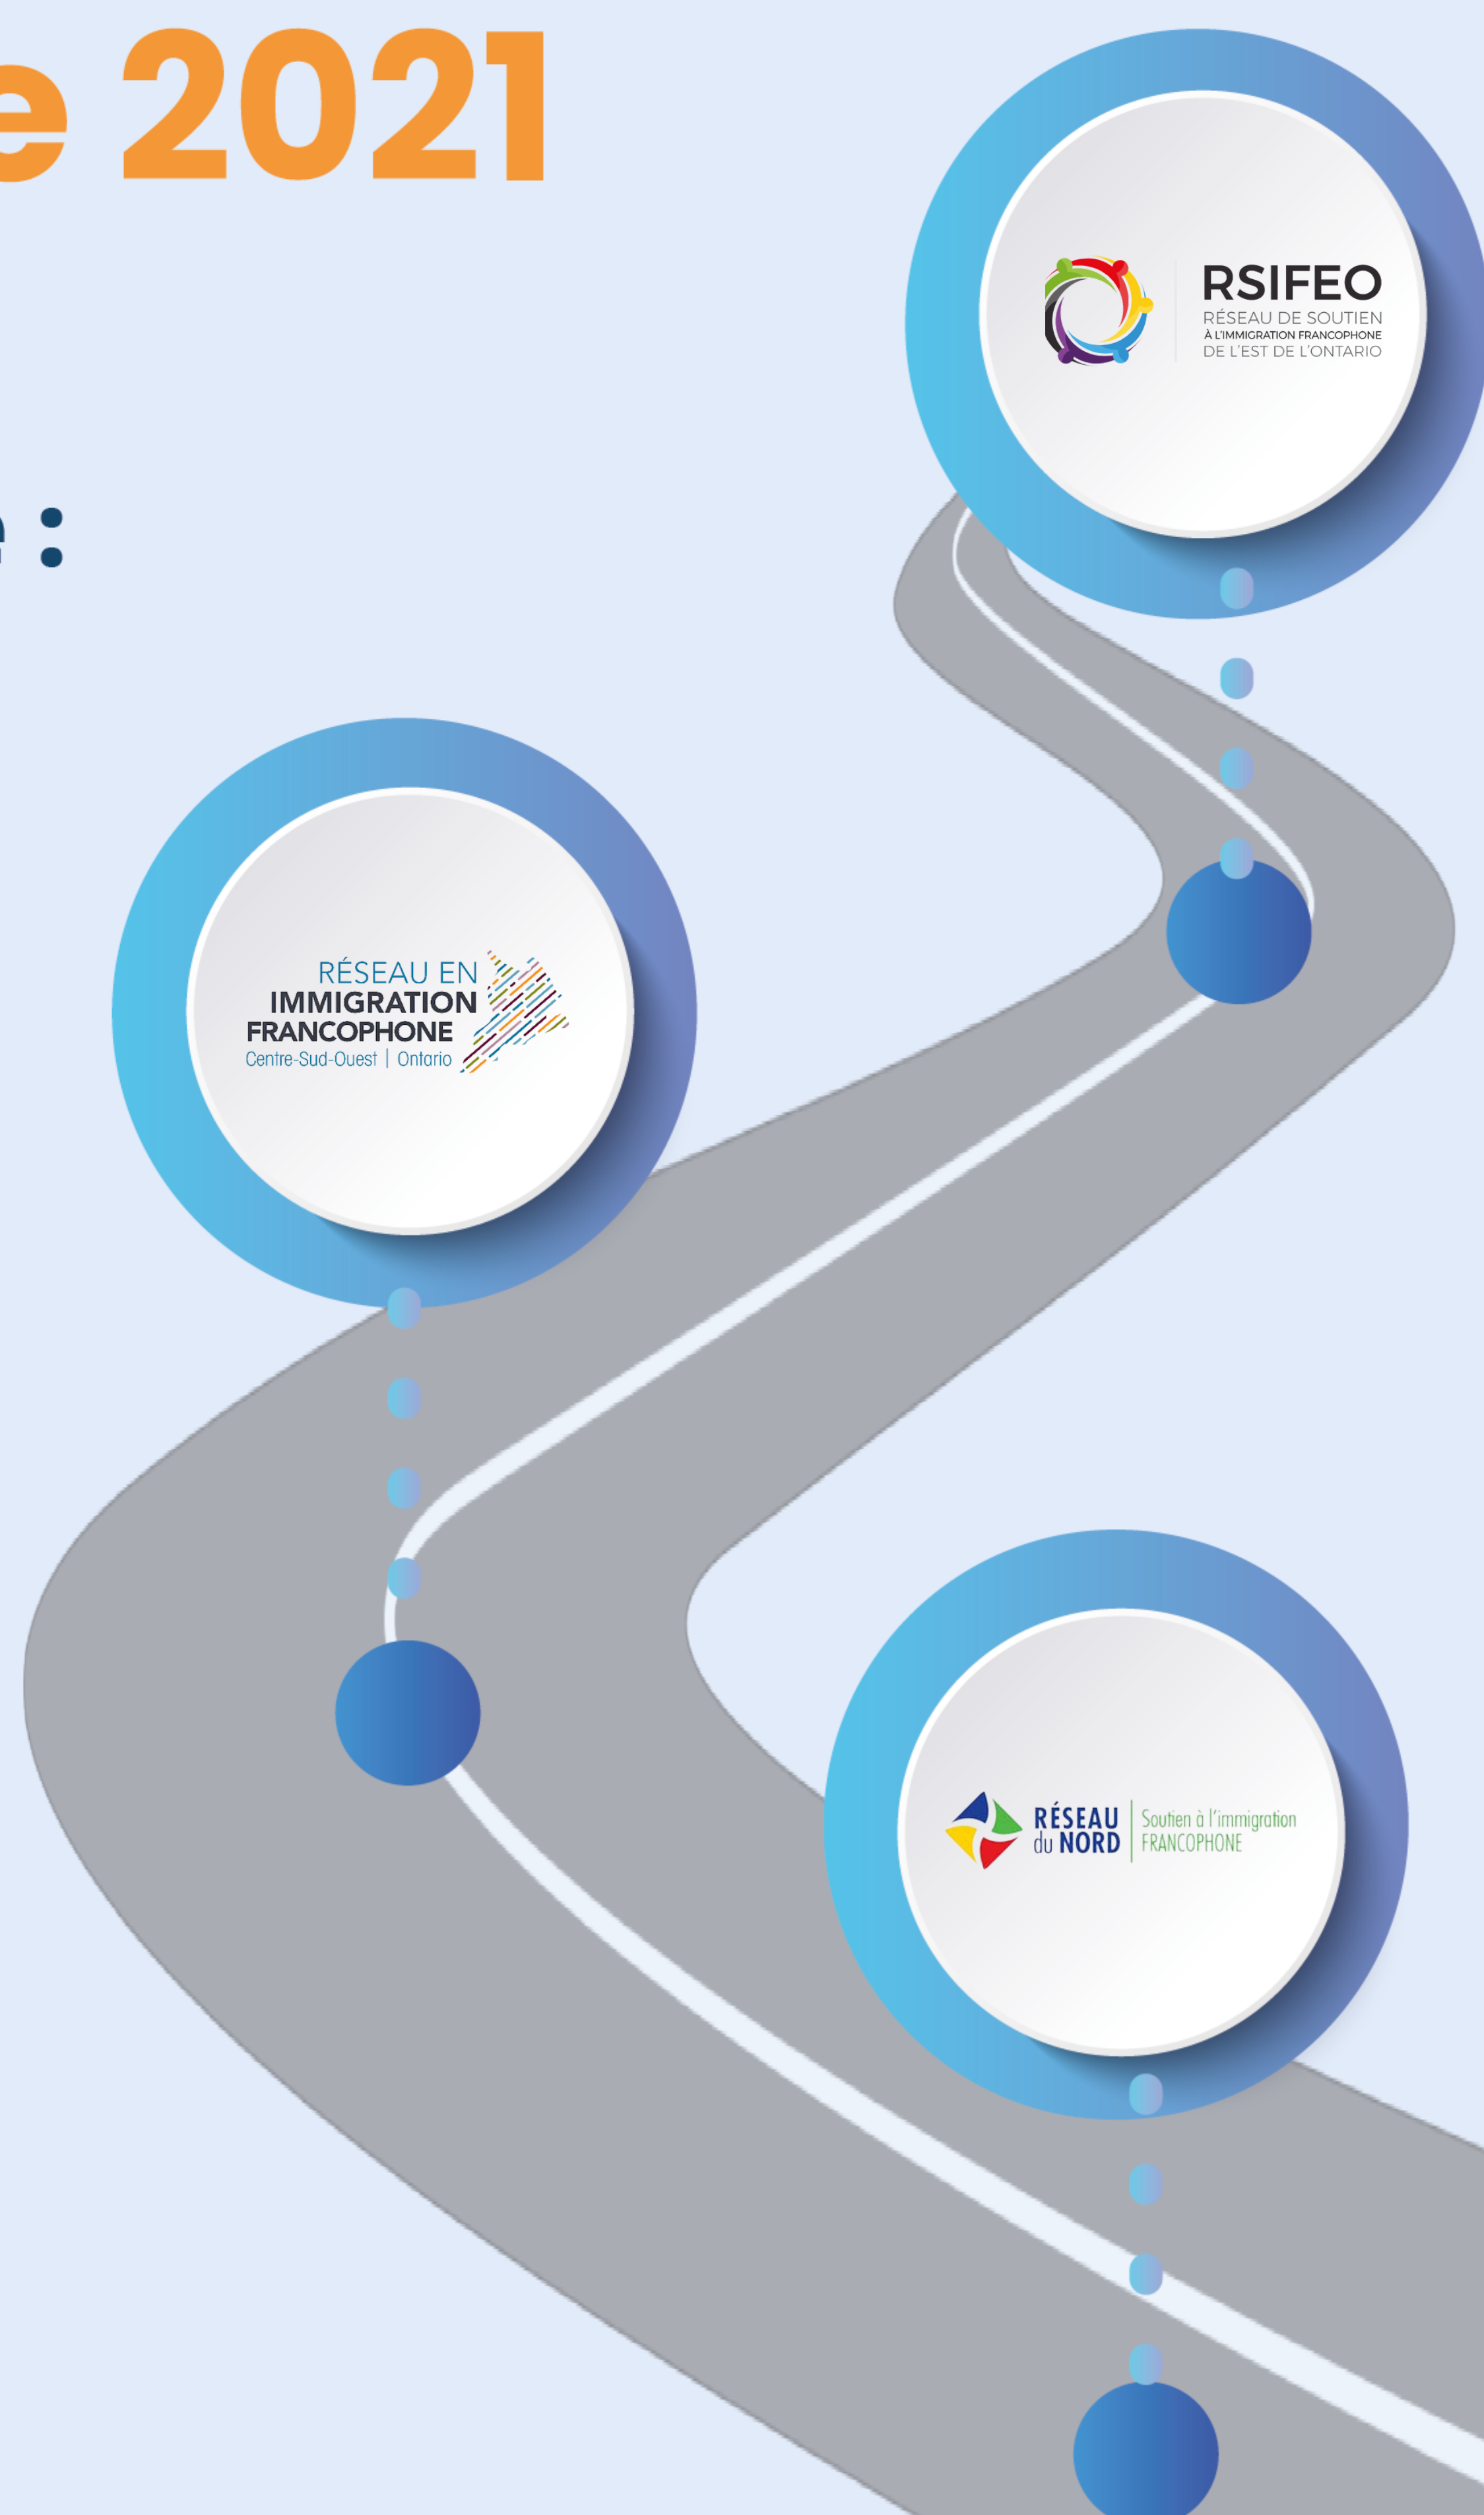 e 2021
:
RSIFEO
RÉSEAU DE SOUTIEN
À L'IMMIGRATION FRANCOPHONE
DE L'EST DE L'ONTARIO
RÉSEAU EN
IMMIGRATION
FRANCOPHONE
Centre-Sud-Ouest | Ontario
RÉSEAU
du NORD
Soutien à l'immigration
FRANCOPHONE